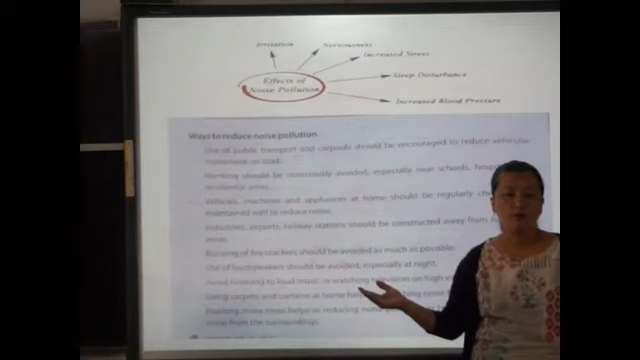 Irritation
Nervousness
Increased Stress
Effects of
Noise Pollution
Sleep Disturbance
Increased Blood Pressure
Ways to reduce noise pollution
Use of public transport and carpools should be encouraged to reduce vehicular
movement on road.
Honking should be consciously avoided, especially near schools,
residential areas.
Vehicles, machines and appliances at home should be regularly
maintained well to reduce noise.
Industries, airports, railway stations should be constructed away from
areas.
Bursting of fire crackers should be avoided as much as possible.
Use of loudspeakers should be avoided, especially at night.
Avoid listening to loud music or watching television on high
Using carpets and curtains at home
Planting more trees helps in reducing noise
noise from the surroundings.